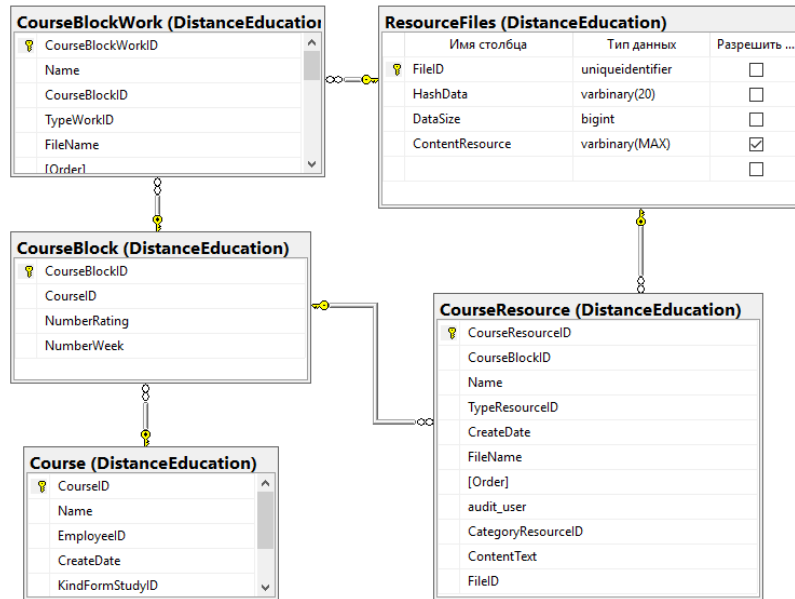 CourseBlockWork (DistanceEducation
CourseBlockWorkID
Name
CourseBlockID
TypeWorkID
FileName
[Order]
ResourceFiles (DistanceEducation)
Имя столбца Тип данных Разрешить ...
FileID uniqueidentifier
HashData varbinary(20)
DataSize bigint
ContentResource varbinary(MAX)
CourseBlock (DistanceEducation)
CourseBlockID
CourseID
NumberRating
NumberWeek
CourseResource (DistanceEducation)
CourseResourceID
CourseBlockID
Name
TypeResourceID
CreateDate
FileName
[Order]
audit_user
CategoryResourceID
ContentText
FileID
Course (DistanceEducation)
CourseID
Name
EmployeeID
CreateDate
KindFormStudyID